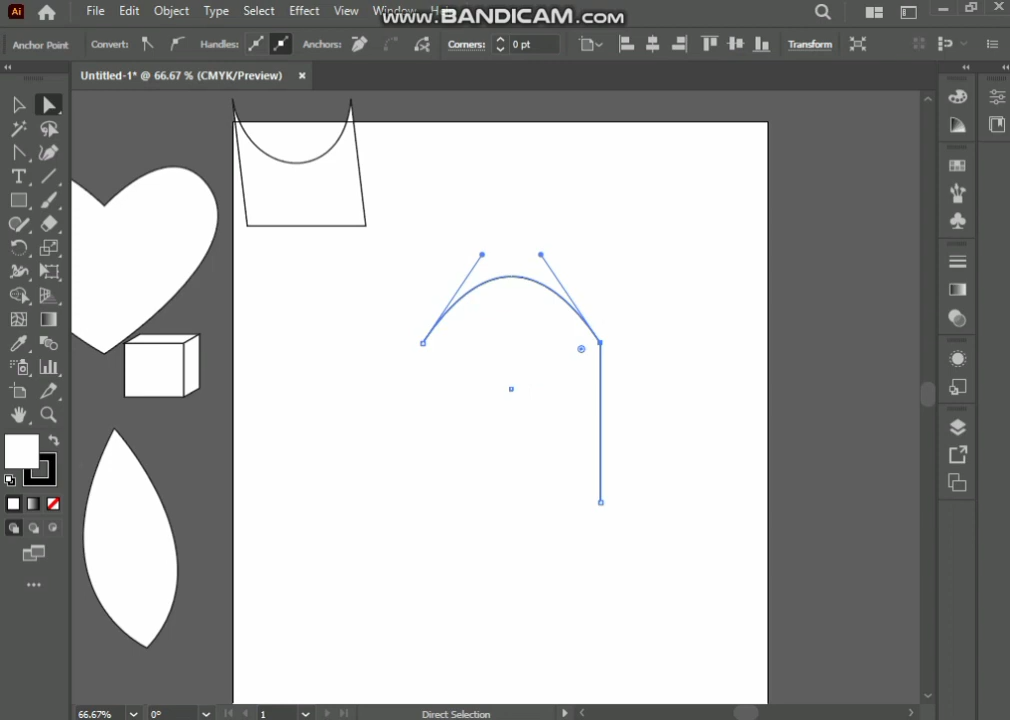 www.BANDICAM.com
Ai File Edit Object Type Select Effect View Window Help
Anchor Point Convert: Handles: Anchors: Corners: 0 pt Transform
Untitled-1* @ 66.67 % (CMYK/Preview) ×
T
66.67% 0° 1 Direct Selection